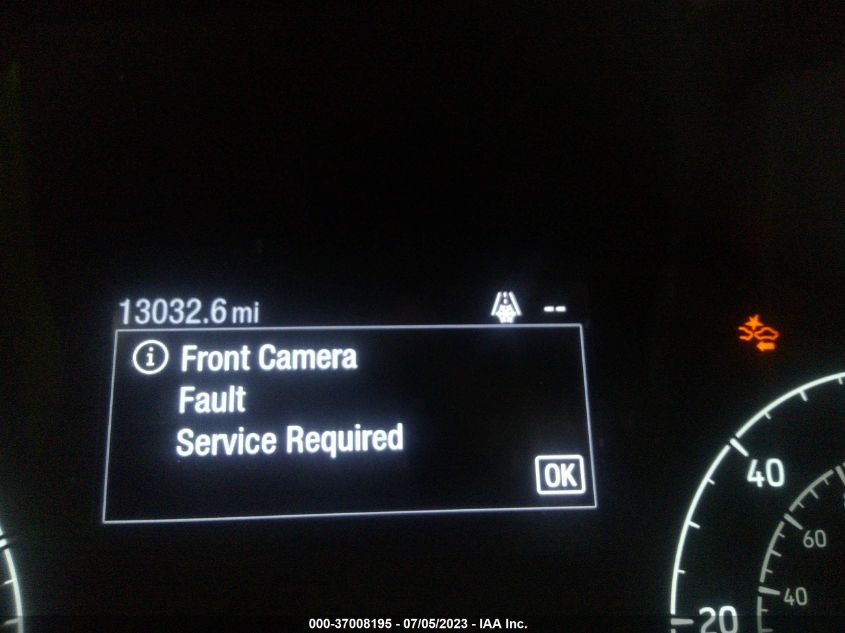 13032.6 mi --
Front Camera
Fault
Service Required
OK
40
60
40
20
000-37008195 - 07/05/2023 - IAA Inc.